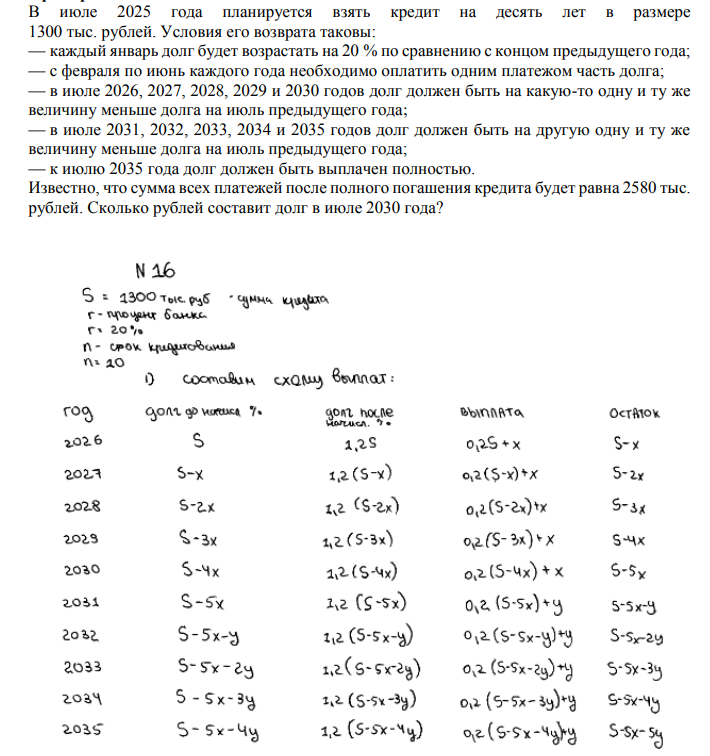 В июле 2025 года планируется взять кредит на десять лет в размере
1300 тыс. рублей. Условия его возврата таковы:
— каждый январь долг будет возрастать на 20 % по сравнению с концом предыдущего года;
— с февраля по июнь каждого года необходимо оплатить одним платежом часть долга;
— в июле 2026, 2027, 2028, 2029 и 2030 годов долг должен быть на какую-то одну и ту же
величину меньше долга на июль предыдущего года;
— в июле 2031, 2032, 2033, 2034 и 2035 годов долг должен быть на другую одну и ту же
величину меньше долга на июль предыдущего года;
— к июлю 2035 года долг должен быть выплачен полностью.
Известно, что сумма всех платежей после полного погашения кредита будет равна 2580 тыс.
рублей. Сколько рублей составит долг в июле 2030 года?
N 16
S = 1300 тыс. руб - сумма кредита
r - процент банка
r = 20%
n - срок кредитования
n = 10
1) составим схему выплат:
год долг до начисл % долг после начисл. % выплата остаток
2026 S 1,2S 0,2S+x S-x
2027 S-x 1,2(S-x) 0,2(S-x)+x S-2x
2028 S-2x 1,2(S-2x) 0,2(S-2x)+x S-3x
2029 S-3x 1,2(S-3x) 0,2(S-3x)+x S-4x
2030 S-4x 1,2(S-4x) 0,2(S-4x)+x S-5x
2031 S-5x 1,2(S-5x) 0,2(S-5x)+y S-5x-y
2032 S-5x-y 1,2(S-5x-y) 0,2(S-5x-y)+y S-5x-2y
2033 S-5x-2y 1,2(S-5x-2y) 0,2(S-5x-2y)+y S-5x-3y
2034 S-5x-3y 1,2(S-5x-3y) 0,2(S-5x-3y)+y S-5x-4y
2035 S-5x-4y 1,2(S-5x-4y) 0,2(S-5x-4y)+y S-5x-5y